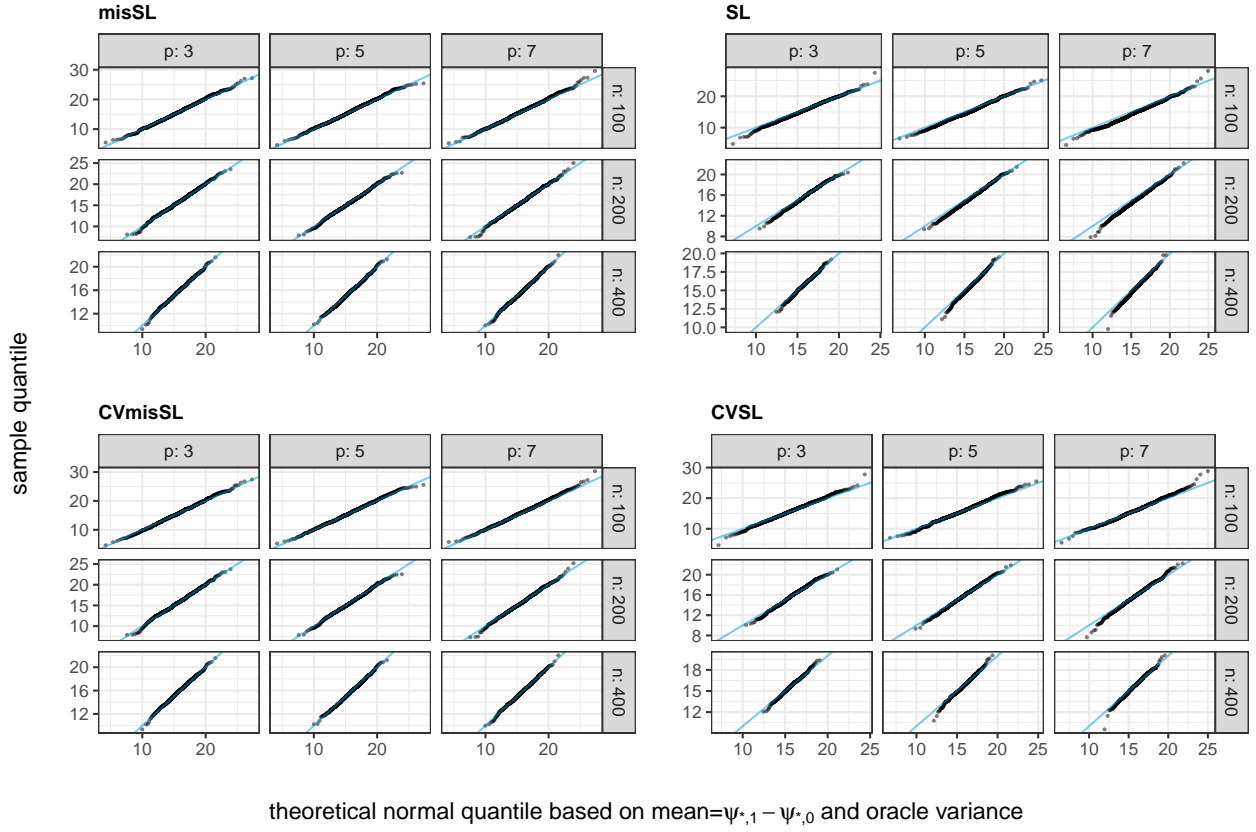 misSL
p: 3 p: 5 p: 7
30
20
10
n: 100
25
20
15
10
n: 200
20
16
12
n: 400
10 20 10 20 10 20
SL
p: 3 p: 5 p: 7
20
10
n: 100
20
16
12
8
n: 200
20.0
17.5
15.0
12.5
10.0
n: 400
10 15 20 25 10 15 20 25 10 15 20 25
sample quantile
CVmisSL
p: 3 p: 5 p: 7
30
20
10
n: 100
25
20
15
10
n: 200
20
16
12
n: 400
10 20 10 20 10 20
CVSL
p: 3 p: 5 p: 7
30
20
10
n: 100
20
16
12
8
n: 200
18
15
12
n: 400
10 15 20 25 10 15 20 25 10 15 20 25
theoretical normal quantile based on mean=ψ*,1 − ψ*,0 and oracle variance